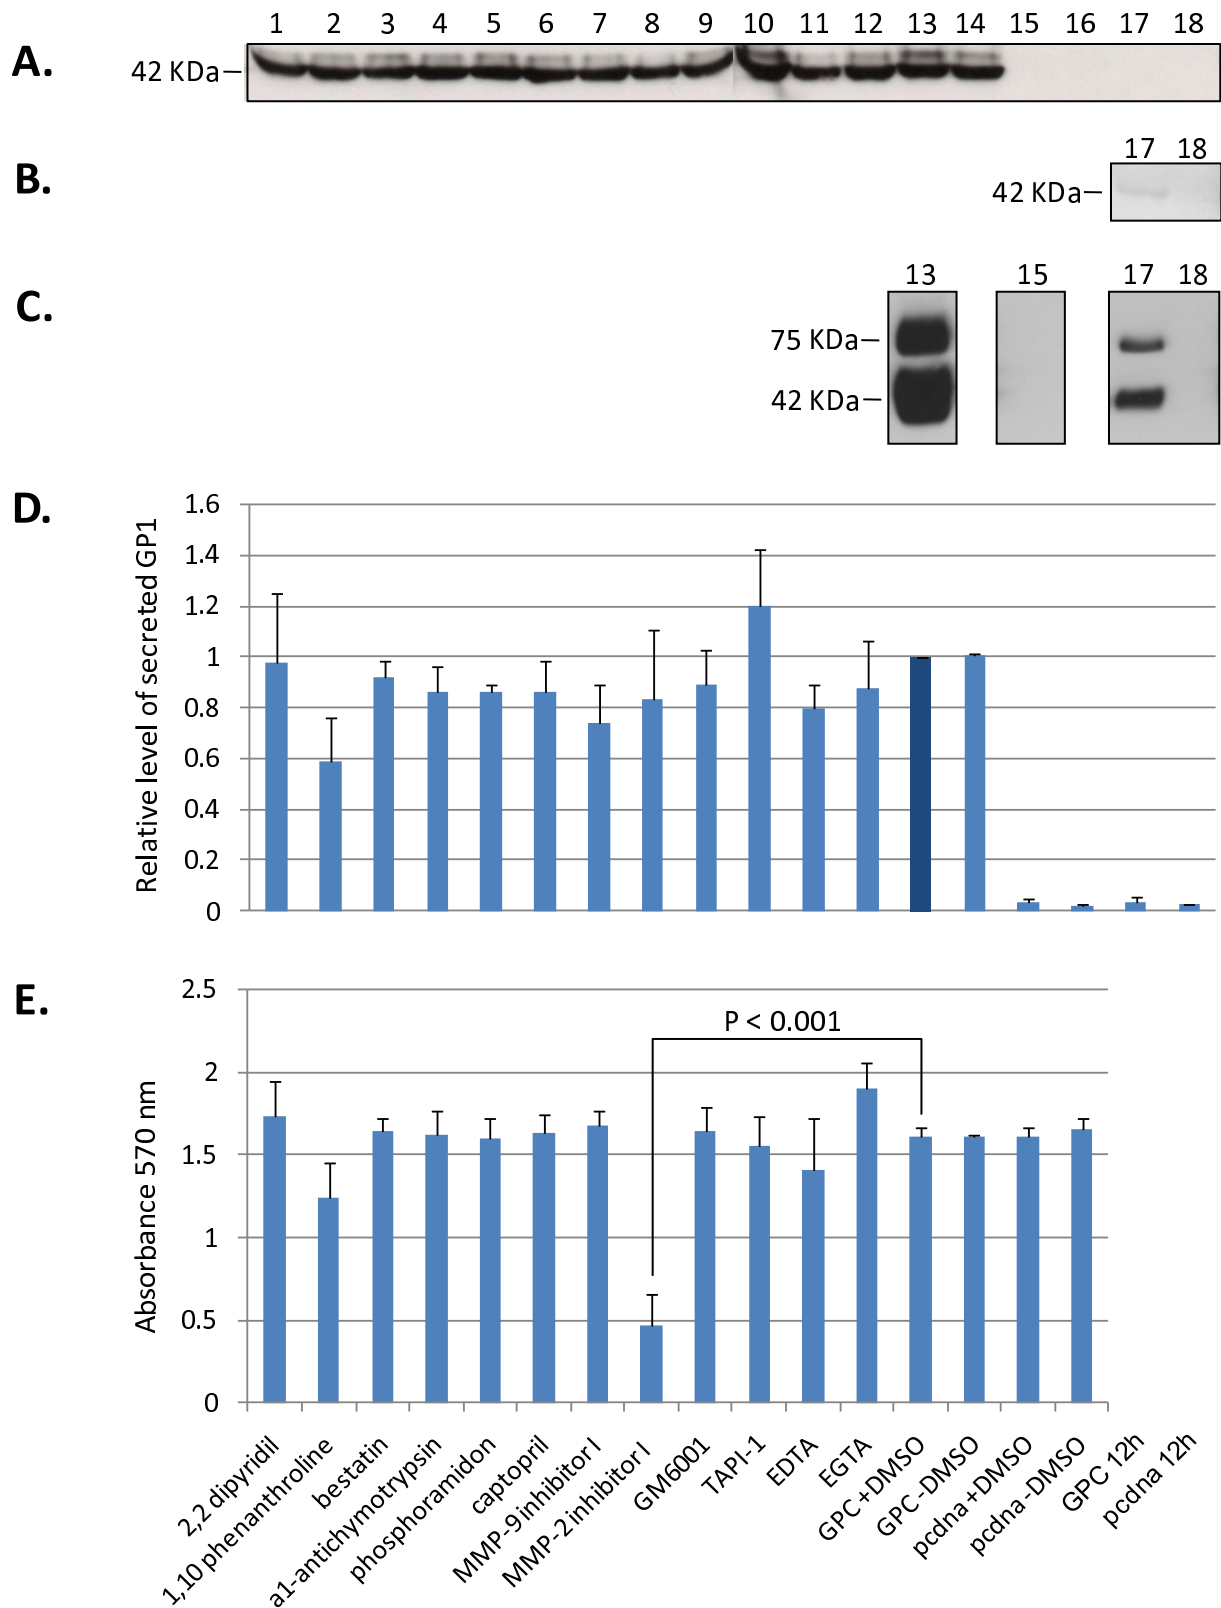 1 2 3 4 5 6 7 8 9 10 11 12 13 14 15 16 17 18
A.
42 KDa
17 18
B.
42 KDa
13 15 17 18
C.
75 KDa
42 KDa
D.
Relative level of secreted GP1
1.6
1.4
1.2
1
0.8
0.6
0.4
0.2
0
E.
Absorbance 570 nm
2.5
2
1.5
1
0.5
0
P < 0.001
2,2 dipyridil
1,10 phenanthroline
bestatin
a1-antichymotrypsin
phosphoramidon
captopril
MMP-9 inhibitor I
MMP-2 inhibitor I
GM6001
TAPI-1
EDTA
EGTA
GPC +DMSO
GPC -DMSO
pcdna +DMSO
pcdna -DMSO
GPC 12h
pcdna 12h